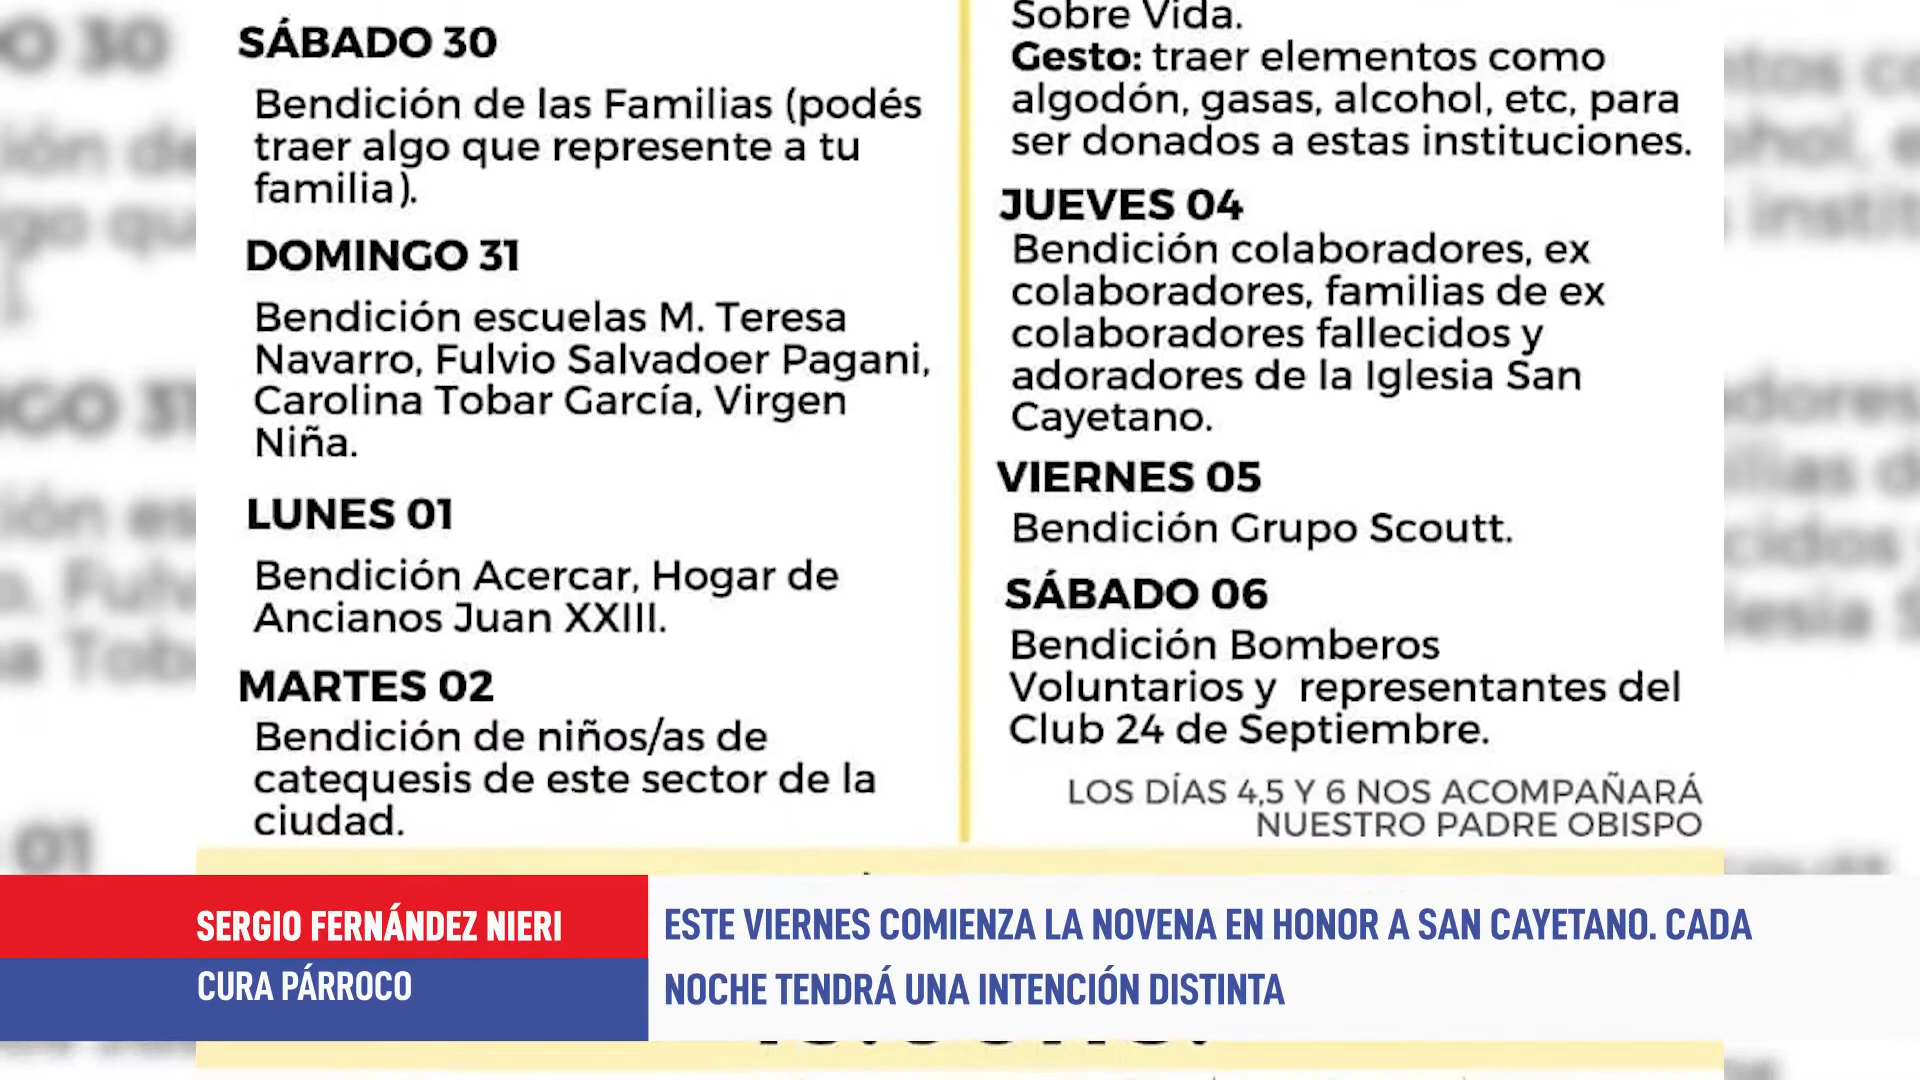 SÁBADO 30
Bendición de las Familias (podés
traer algo que represente a tu
familia).
DOMINGO 31
Bendición escuelas M. Teresa
Navarro, Fulvio Salvadoer Pagani,
Carolina Tobar García, Virgen
Niña.
LUNES 01
Bendición Acercar, Hogar de
Ancianos Juan XXIII.
MARTES 02
Bendición de niños/as de
catequesis de este sector de la
ciudad.
Sobre Vida.
Gesto: traer elementos como
algodón, gasas, alcohol, etc, para
ser donados a estas instituciones.
JUEVES 04
Bendición colaboradores, ex
colaboradores, familias de ex
colaboradores fallecidos y
adoradores de la Iglesia San
Cayetano.
VIERNES 05
Bendición Grupo Scoutt.
SÁBADO 06
Bendición Bomberos
Voluntarios y  representantes del
Club 24 de Septiembre.
LOS DÍAS 4,5 Y 6 NOS ACOMPAÑARÁ
NUESTRO PADRE OBISPO
SERGIO FERNÁNDEZ NIERI
CURA PÁRROCO
ESTE VIERNES COMIENZA LA NOVENA EN HONOR A SAN CAYETANO. CADA
NOCHE TENDRÁ UNA INTENCIÓN DISTINTA